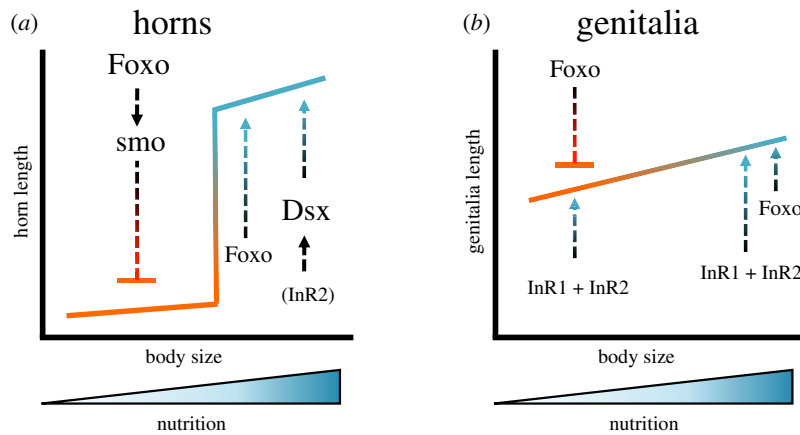 (a) horns
Foxo
smo
Dsx
Foxo
(InR2)
horn length
body size
nutrition
(b) genitalia
Foxo
Foxo
InR1 + InR2
InR1 + InR2
genitalia length
body size
nutrition